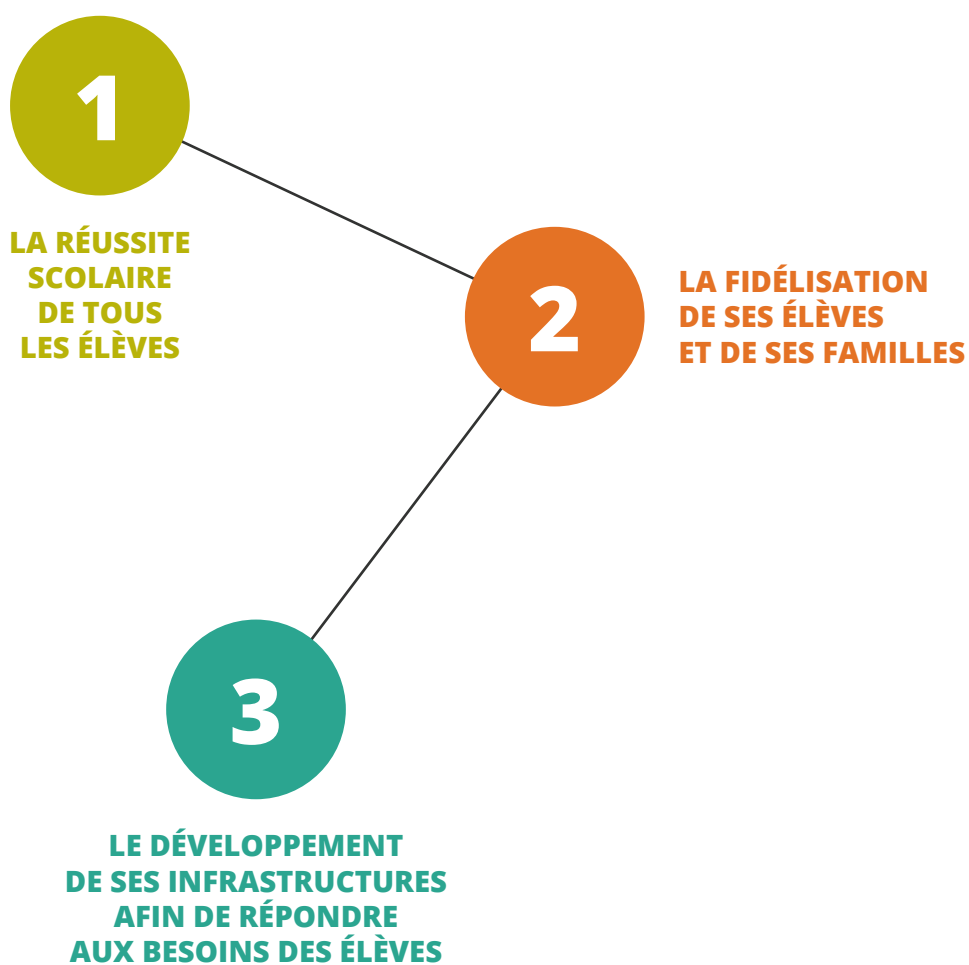 1
LA RÉUSSITE
SCOLAIRE
DE TOUS
LES ÉLÈVES
2
LA FIDÉLISATION
DE SES ÉLÈVES
ET DE SES FAMILLES
3
LE DÉVELOPPEMENT
DE SES INFRASTRUCTURES
AFIN DE RÉPONDRE
AUX BESOINS DES ÉLÈVES